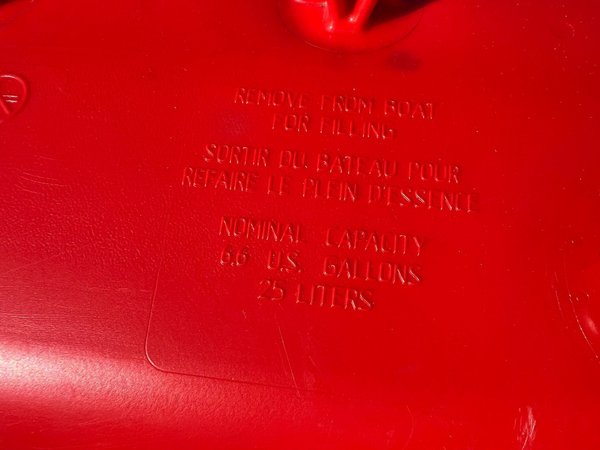 REMOVE FROM BOAT
FOR FILLING
SORTIR DU BATEAU POUR
REFAIRE LE PLEIN D'ESSENCE
NOMINAL CAPACITY
6.6 U.S. GALLONS
25 LITERS